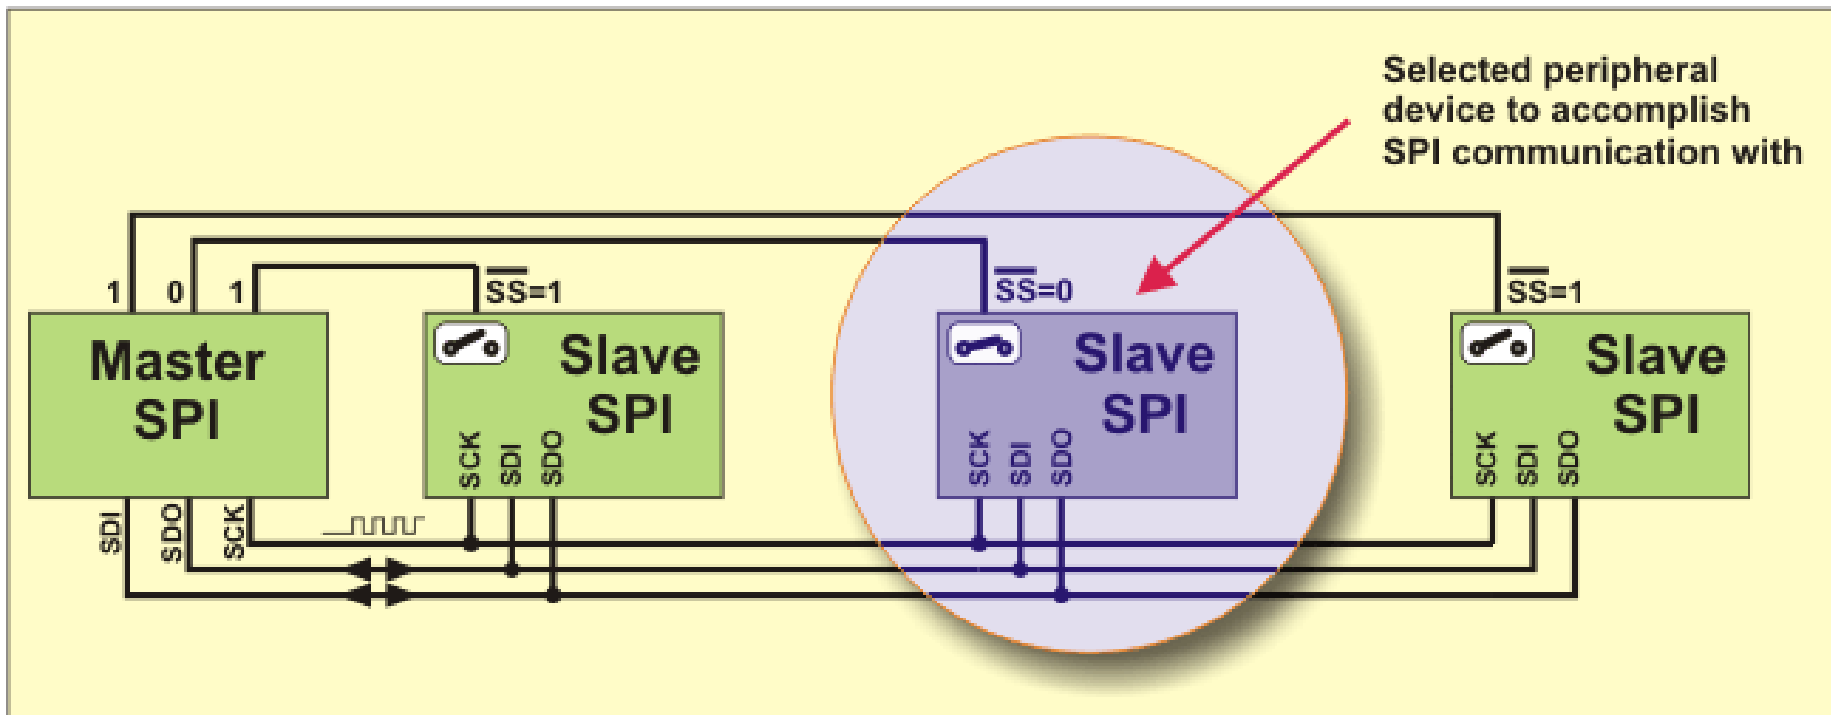 Selected peripheral
device to accomplish
SPI communication with
1 0 1
SS=1
SS=0
SS=1
Master
SPI
Slave
SPI
Slave
SPI
Slave
SPI
SCK SDI SDO
SCK SDI SDO
SCK SDI SDO
SDI SDO SCK